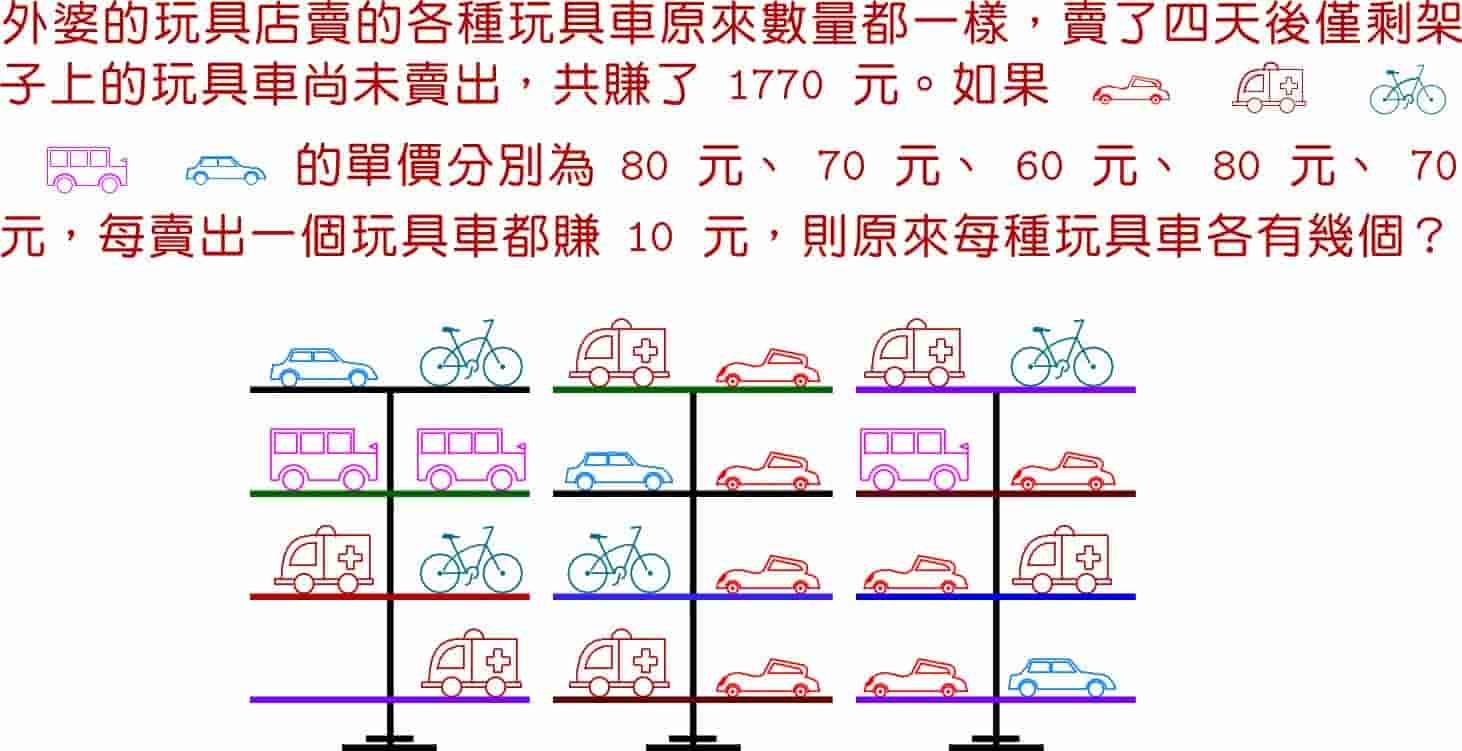 外婆的玩具店賣的各種玩具車原來數量都一樣，賣了四天後僅剩架
子上的玩具車尚未賣出，共賺了 1770 元。如果
的單價分別為 80 元、 70 元、 60 元、 80 元、 70
元，每賣出一個玩具車都賺 10 元，則原來每種玩具車各有幾個？